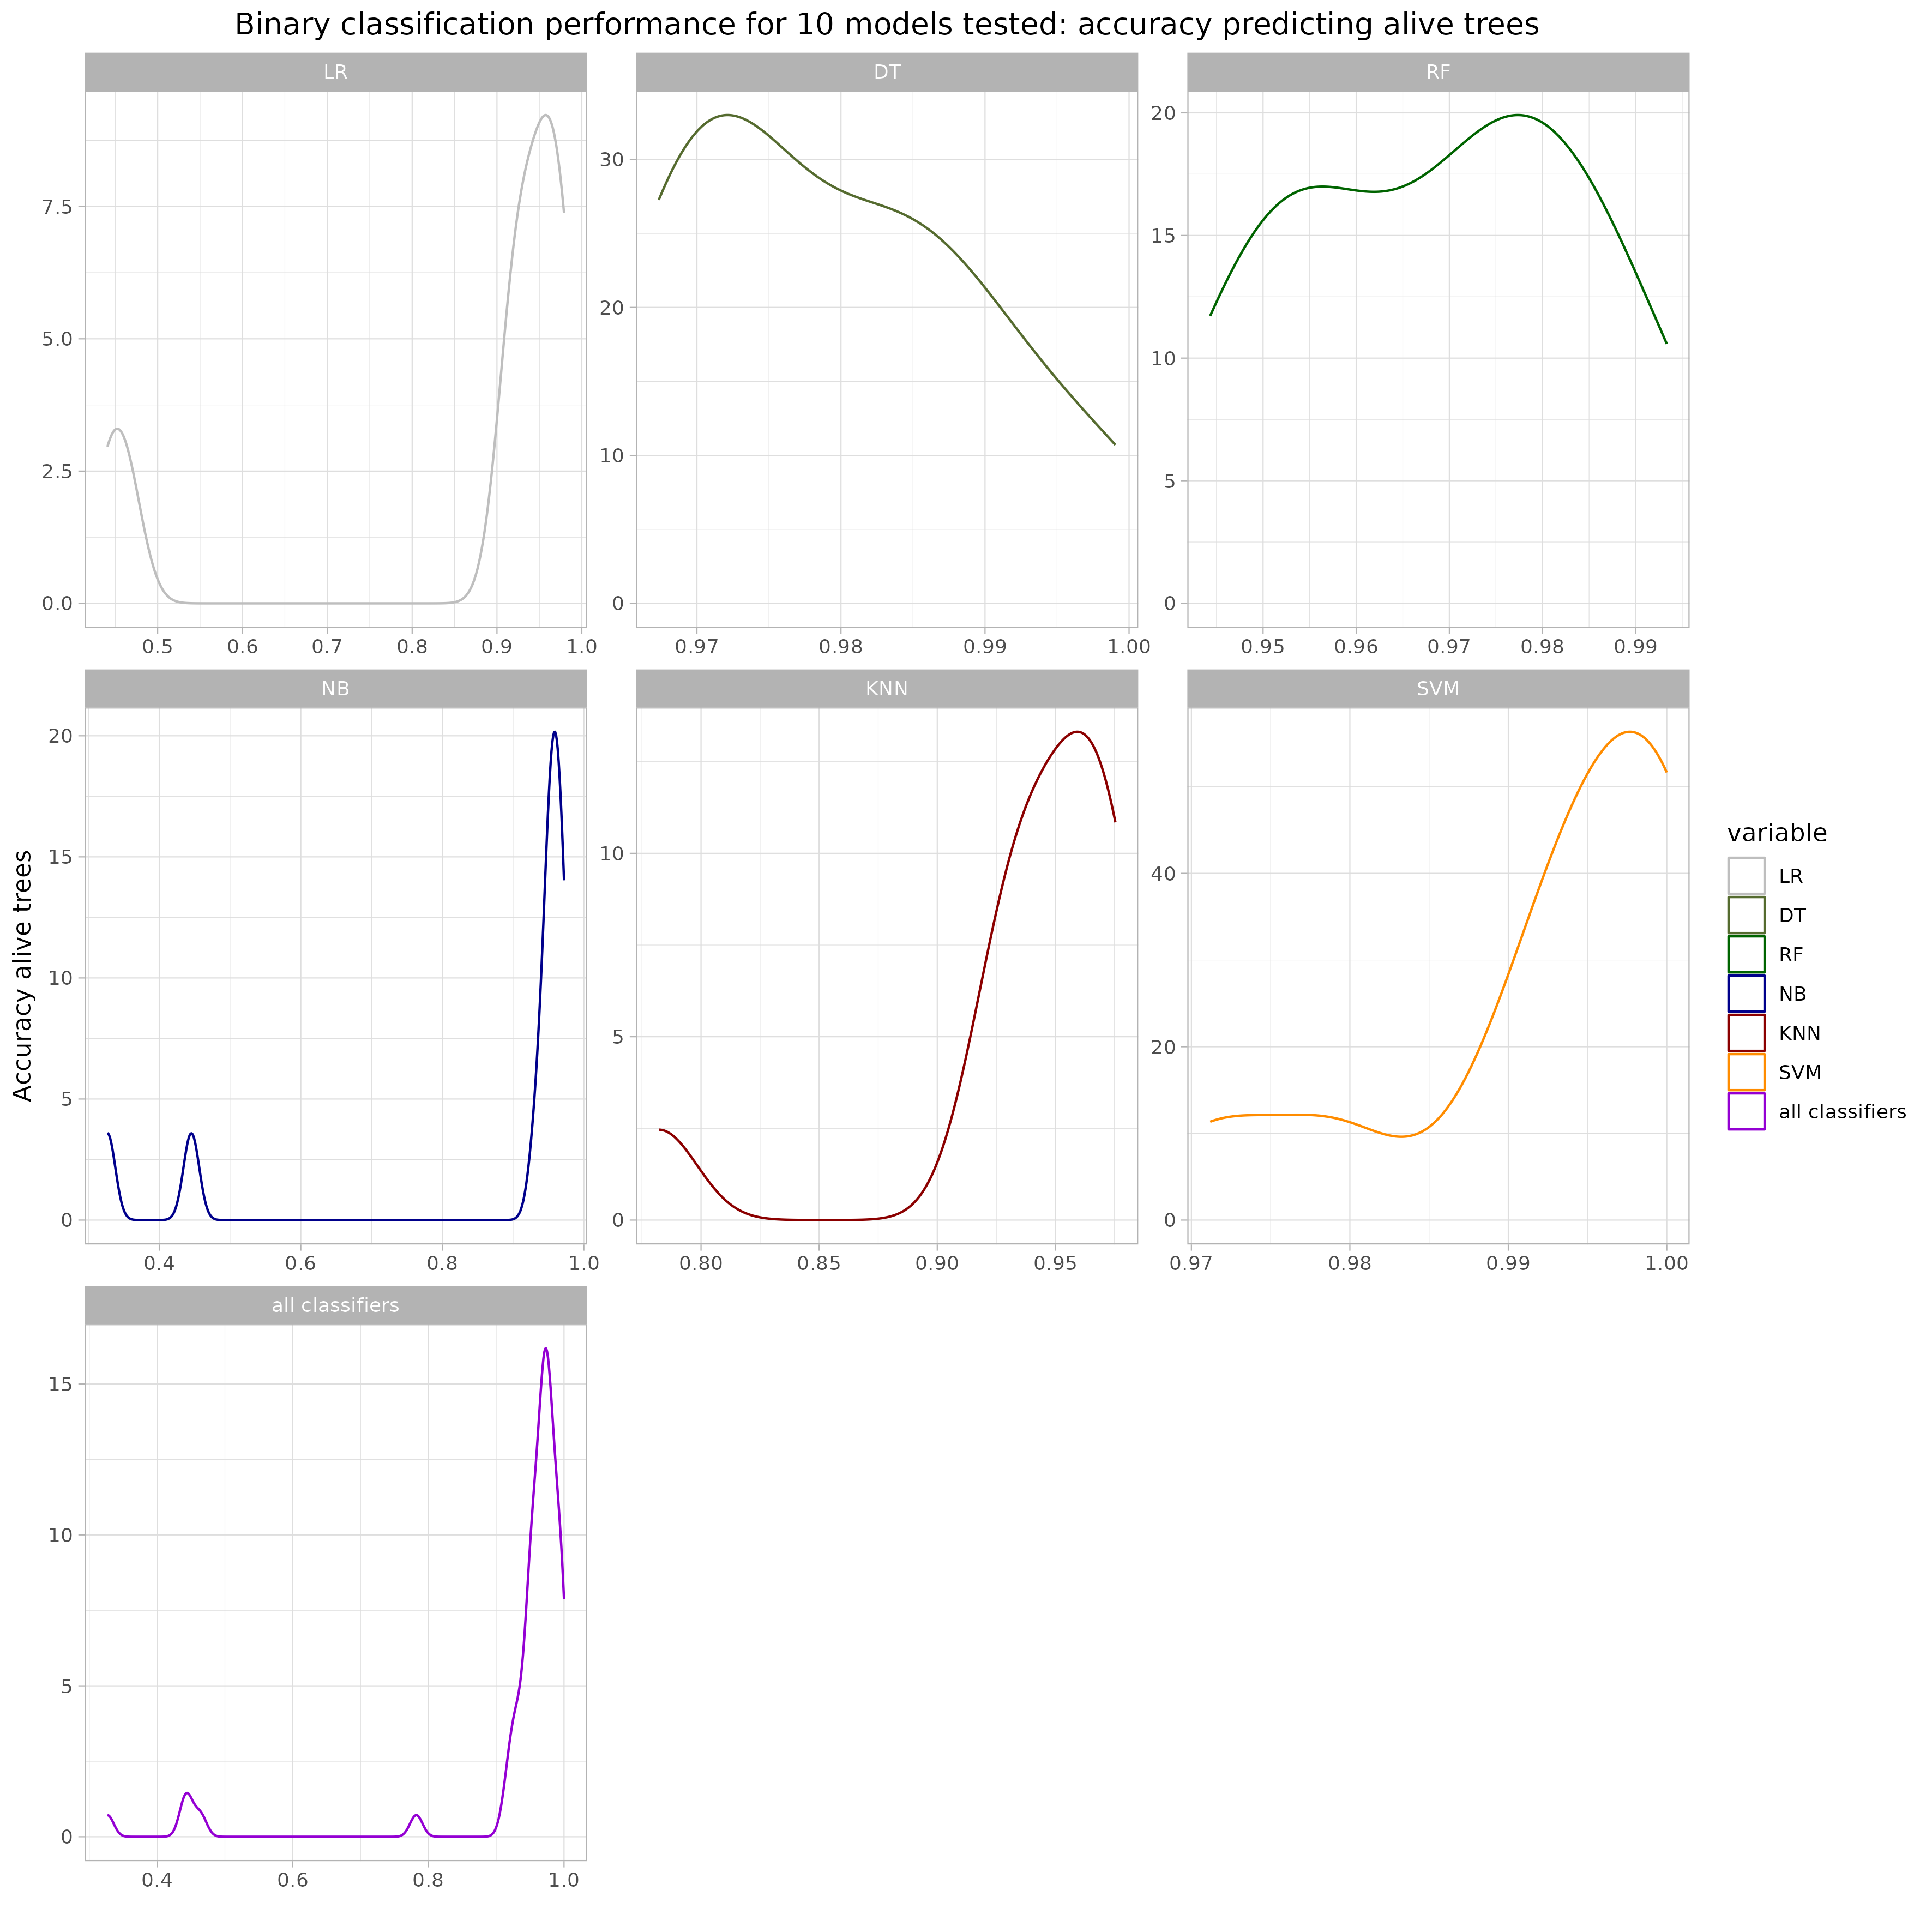 Binary classification performance for 10 models tested: accuracy predicting alive trees
LR
DT
RF
7.5
5.0
2.5
0.0
0.5 0.6 0.7 0.8 0.9 1.0
30
20
10
0
0.97 0.98 0.99 1.00
20
15
10
5
0
0.95 0.96 0.97 0.98 0.99
NB
KNN
SVM
20
15
10
5
0
0.4 0.6 0.8 1.0
10
5
0
0.80 0.85 0.90 0.95
40
20
0
0.97 0.98 0.99 1.00
all classifiers
15
10
5
0
0.4 0.6 0.8 1.0
Accuracy alive trees
variable
LR
DT
RF
NB
KNN
SVM
all classifiers